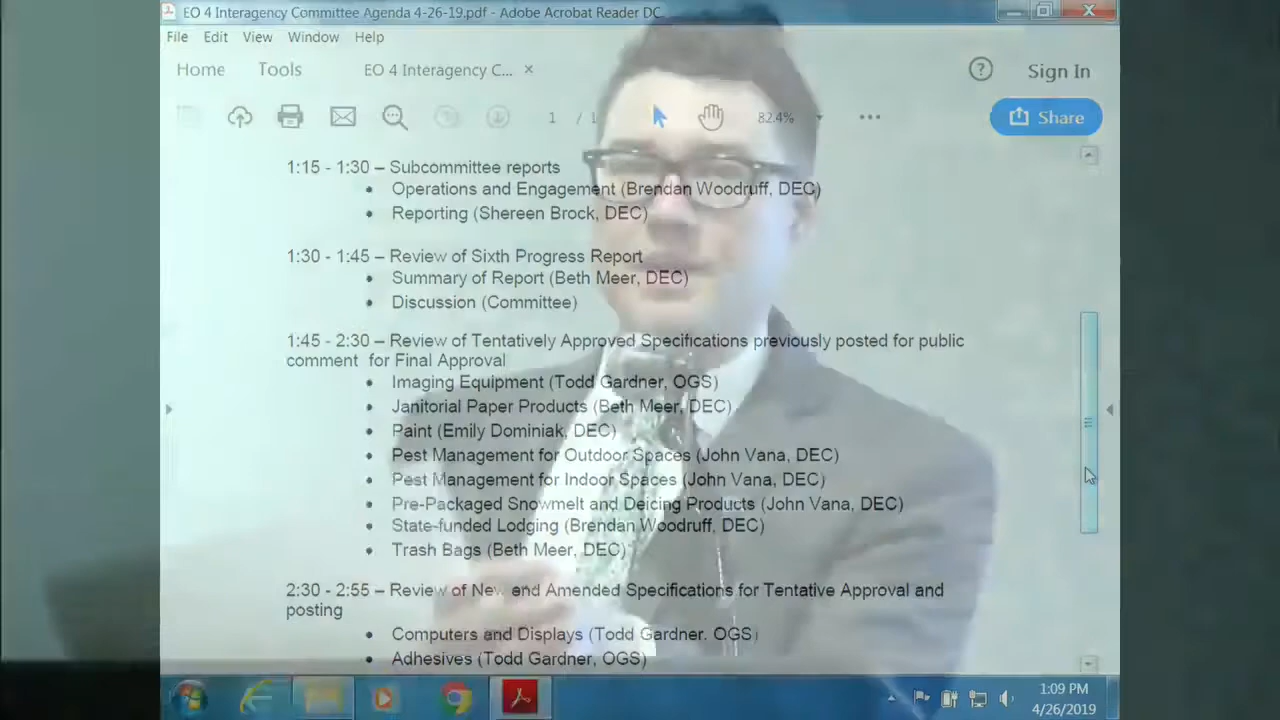 EO 4 Interagency Committee Agenda 4-26-19.pdf - Adobe Acrobat Reader DC
File Edit View Window Help
Home Tools EO 4 Interagency C... × ? Sign In
1 / 1 82.4% ••• Share
1:15 - 1:30 – Subcommittee reports
• Operations and Engagement (Brendan Woodruff, DEC)
• Reporting (Shereen Brock, DEC)
1:30 - 1:45 – Review of Sixth Progress Report
• Summary of Report (Beth Meer, DEC)
• Discussion (Committee)
1:45 - 2:30 – Review of Tentatively Approved Specifications previously posted for public
comment for Final Approval
• Imaging Equipment (Todd Gardner, OGS)
• Janitorial Paper Products (Beth Meer, DEC)
• Paint (Emily Dominiak, DEC)
• Pest Management for Outdoor Spaces (John Vana, DEC)
• Pest Management for Indoor Spaces (John Vana, DEC)
• Pre-Packaged Snowmelt and Deicing Products (John Vana, DEC)
• State-funded Lodging (Brendan Woodruff, DEC)
• Trash Bags (Beth Meer, DEC)
2:30 - 2:55 – Review of New and Amended Specifications for Tentative Approval and
posting
• Computers and Displays (Todd Gardner. OGS)
• Adhesives (Todd Gardner, OGS)
1:09 PM
4/26/2019